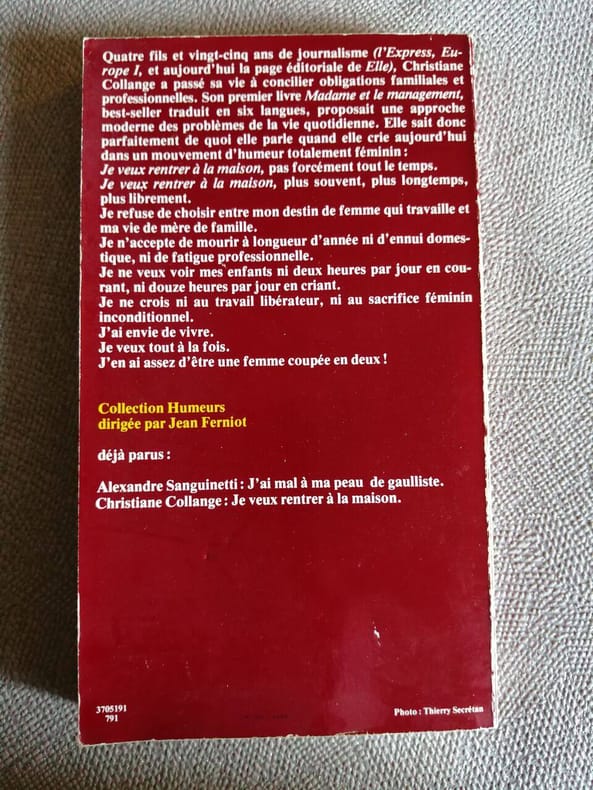 Quatre fils et vingt-cinq ans de journalisme (l'Express, Eu-
rope I, et aujourd'hui la page éditoriale de Elle), Christiane
Collange a passé sa vie à concilier obligations familiales et
professionnelles. Son premier livre Madame et le management,
best-seller traduit en six langues, proposait une approche
moderne des problèmes de la vie quotidienne. Elle sait donc
parfaitement de quoi elle parle quand elle crie aujourd'hui
dans un mouvement d'humeur totalement féminin :
Je veux rentrer à la maison, pas forcément tout le temps.
Je veux rentrer à la maison, plus souvent, plus longtemps,
plus librement.
Je refuse de choisir entre mon destin de femme qui travaille et
ma vie de mère de famille.
Je n'accepte de mourir à longueur d'année ni d'ennui domes-
tique, ni de fatigue professionnelle.
Je ne veux voir mes enfants ni deux heures par jour en cou-
rant, ni douze heures par jour en criant.
Je ne crois ni au travail libérateur, ni au sacrifice féminin
inconditionnel.
J'ai envie de vivre.
Je veux tout à la fois.
J'en ai assez d'être une femme coupée en deux !
Collection Humeurs
dirigée par Jean Ferniot
déjà parus :
Alexandre Sanguinetti : J'ai mal à ma peau de gaulliste.
Christiane Collange : Je veux rentrer à la maison.
3705191
791
Photo : Thierry Secrétan